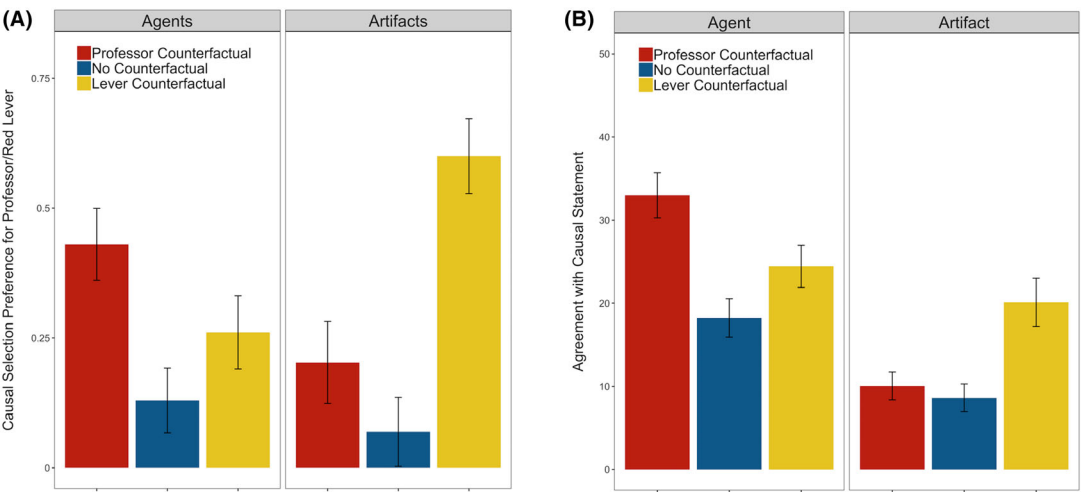 (A)
Agents
Artifacts
Professor Counterfactual
No Counterfactual
Lever Counterfactual
Causal Selection Preference for Professor/Red Lever
0.75
0.5
0.25
0
(B)
Agent
Artifact
Professor Counterfactual
No Counterfactual
Lever Counterfactual
Agreement with Causal Statement
50
40
30
20
10
0